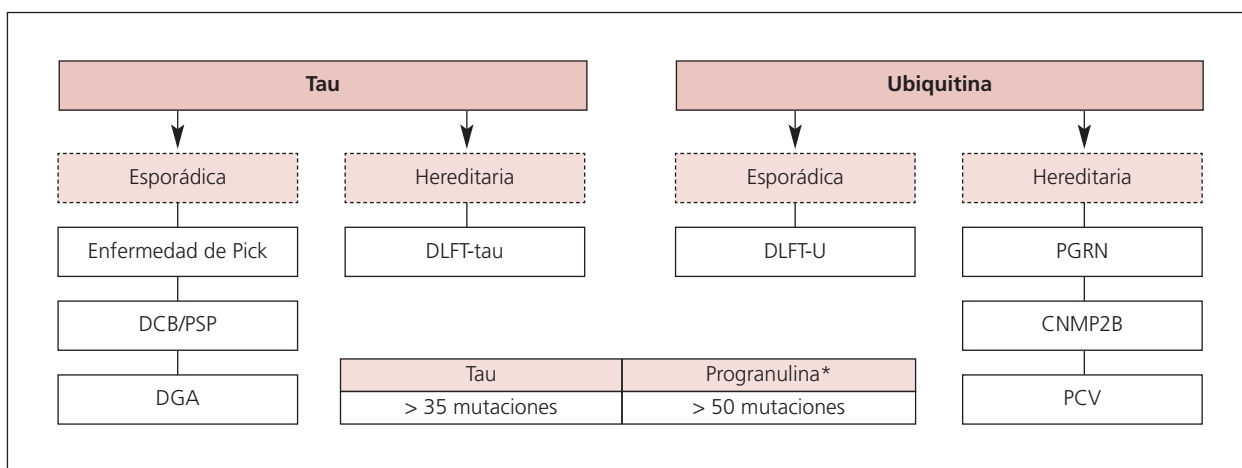 Tau
Ubiquitina
Esporádica
Hereditaria
Esporádica
Hereditaria
Enfermedad de Pick
DLFT-tau
DLFT-U
PGRN
DCB/PSP
CNMP2B
DGA
Tau
Progranulina*
> 35 mutaciones
> 50 mutaciones
PCV